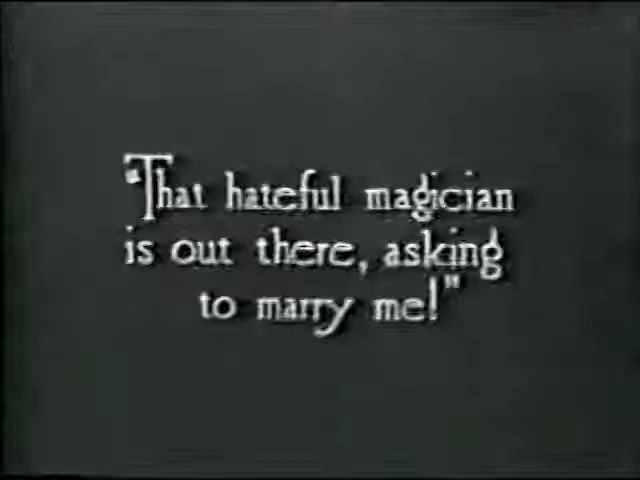 "That hateful magician
is out there, asking
to marry me!"